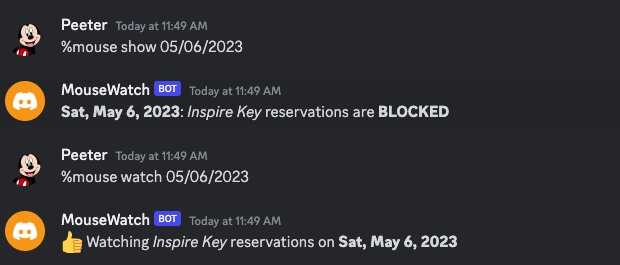 Peeter Today at 11:49 AM
%mouse show 05/06/2023
MouseWatch BOT Today at 11:49 AM
Sat, May 6, 2023: Inspire Key reservations are BLOCKED
Peeter Today at 11:49 AM
%mouse watch 05/06/2023
MouseWatch BOT Today at 11:49 AM
👍 Watching Inspire Key reservations on Sat, May 6, 2023